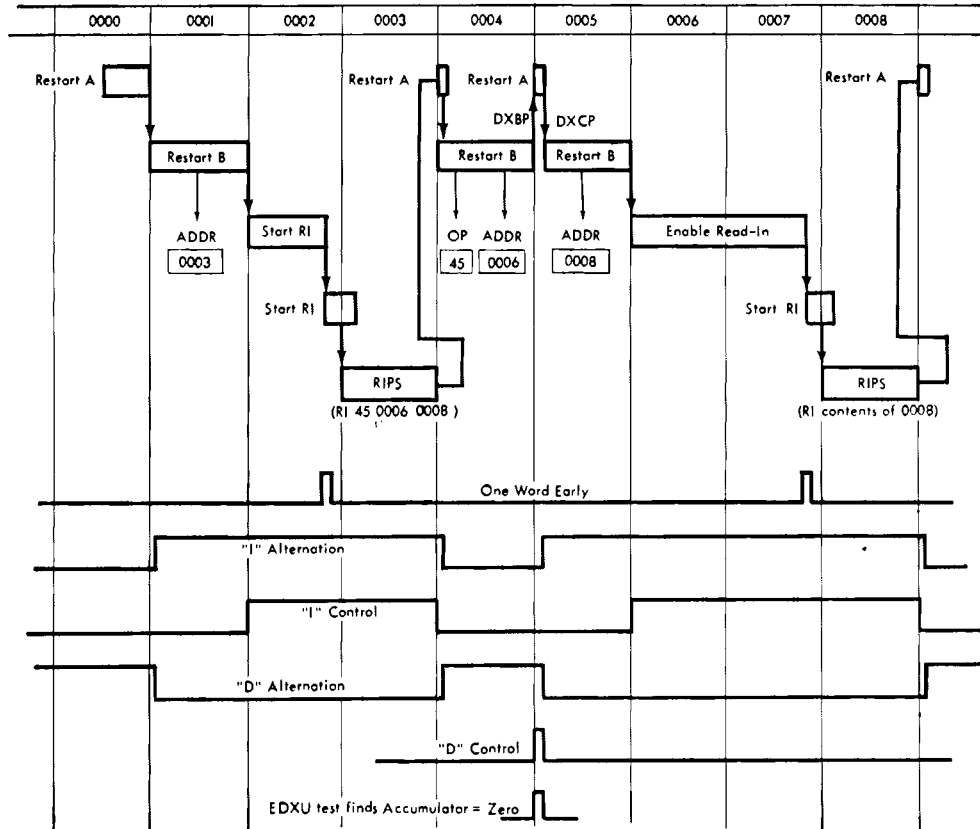 0000 0001 0002 0003 0004 0005 0006 0007 0008
Restart A Restart A Restart A Restart A
DXBP DXCP
Restart B Restart B Restart B
Start RI Enable Read-In
ADDR OP ADDR ADDR
0003 45 0006 0008
Start RI Start RI
RIPS RIPS
(RI 45 0006 0008) (RI contents of 0008)
One Word Early
"I" Alternation
"I" Control
"D" Alternation
"D" Control
EDXU test finds Accumulator = Zero